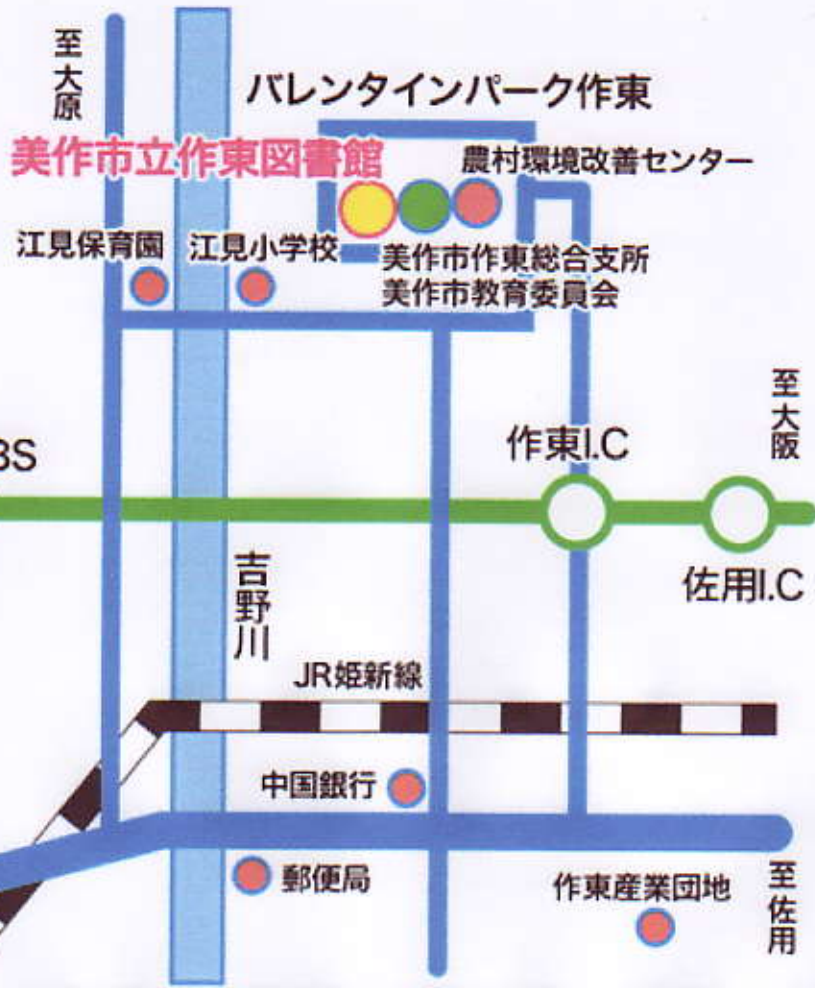 至大原
バレンタインパーク作東
美作市立作東図書館
農村環境改善センター
江見保育園
江見小学校
美作市作東総合支所
美作市教育委員会
至大阪
作東I.C
佐用I.C
吉野川
JR姫新線
中国銀行
郵便局
作東産業団地
至佐用